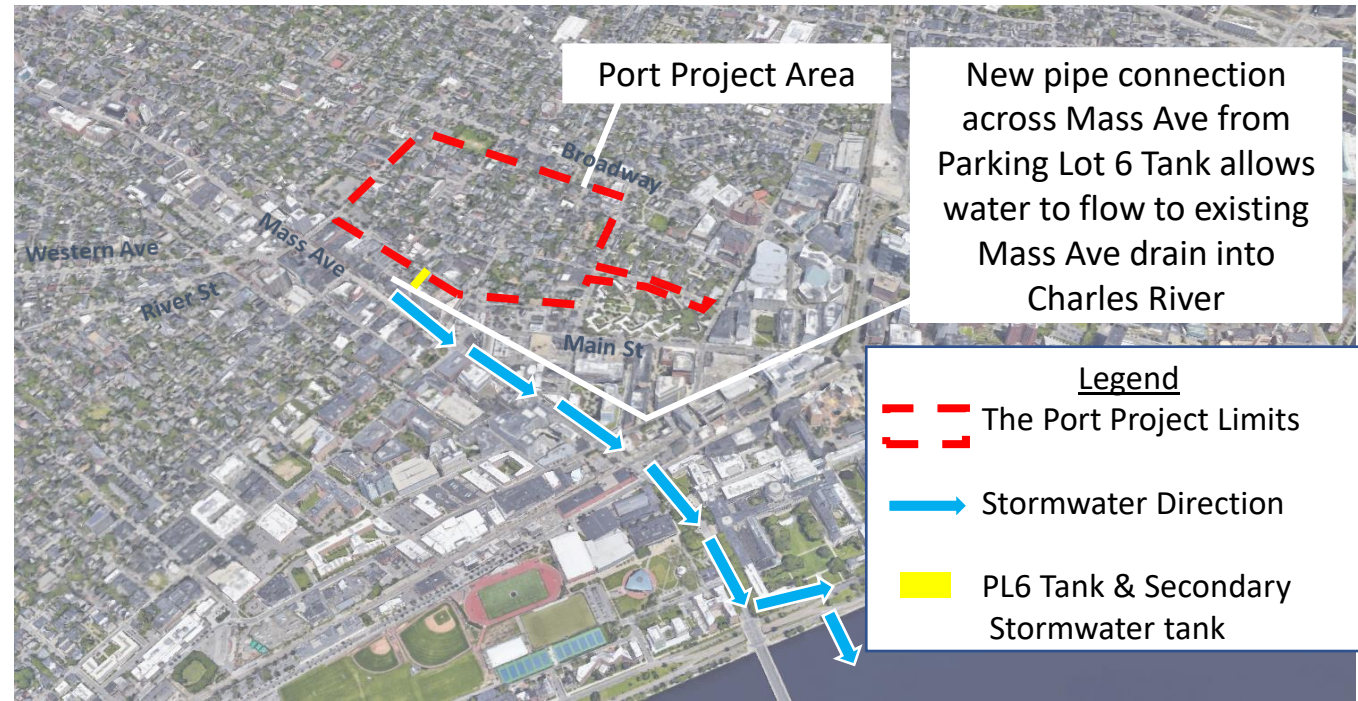 Port Project Area
New pipe connection
across Mass Ave from
Parking Lot 6 Tank allows
water to flow to existing
Mass Ave drain into
Charles River
Broadway
Mass Ave
Western Ave
River St
Main St
Legend
The Port Project Limits
Stormwater Direction
PL6 Tank & Secondary
Stormwater tank